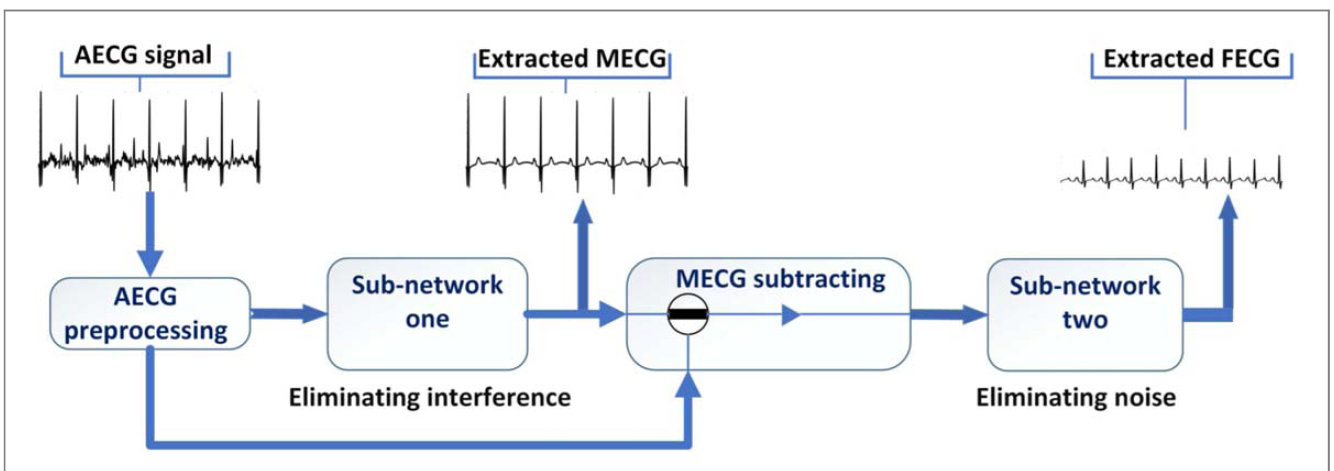 AECG signal
Extracted MECG
Extracted FECG
AECG
preprocessing
Sub-network
one
MECG subtracting
Sub-network
two
Eliminating interference
Eliminating noise